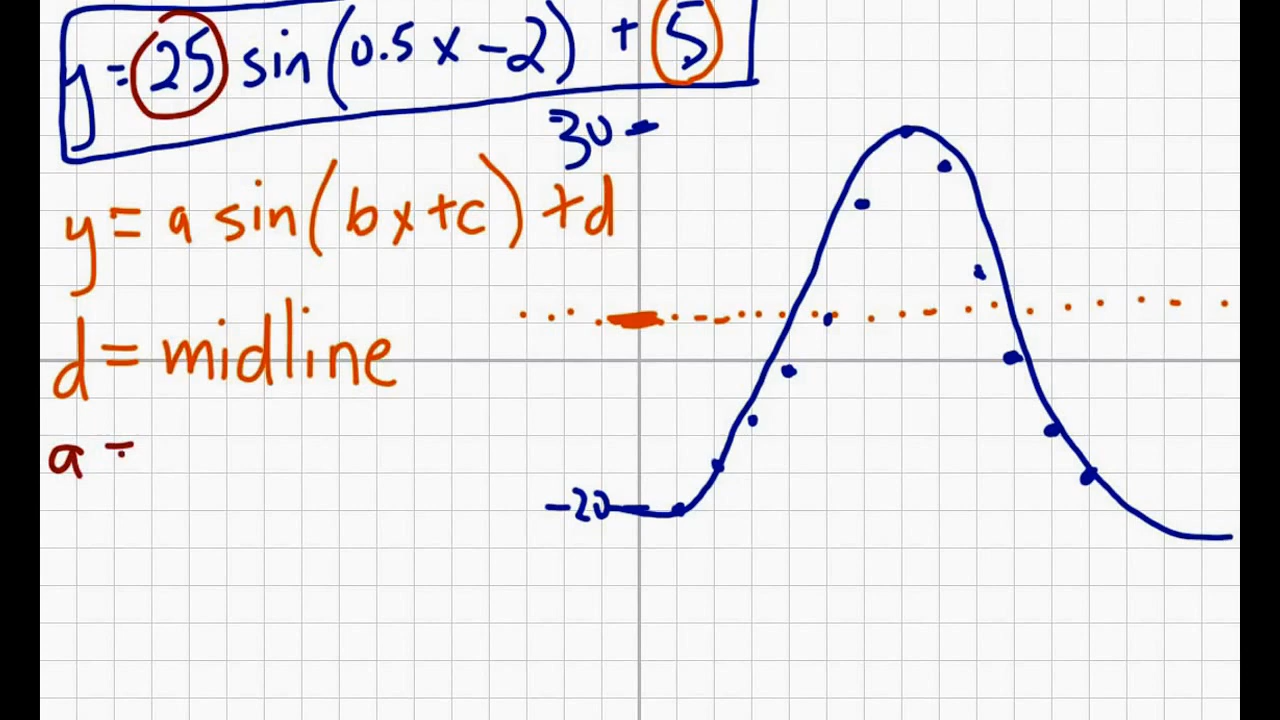 y = 25 sin(0.5x - 2) + 5
30
y = a sin(bx+c) + d
d = midline
a =
-20